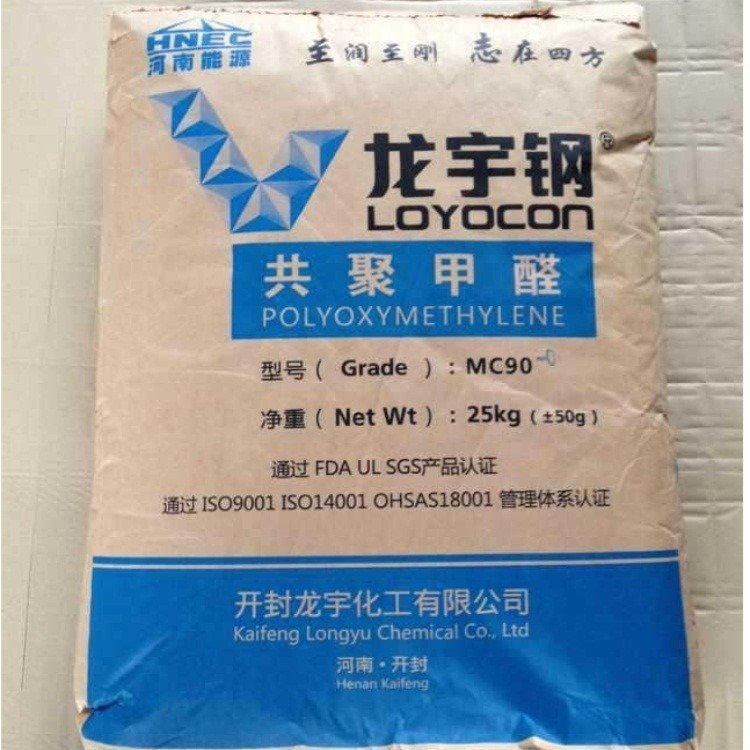 HNEC
河南能源
至润至刚 志在四方
龙宇钢®
LOYOCON
共聚甲醛
POLYOXYMETHYLENE
型号( Grade ): MC90
净重( Net Wt ): 25kg (±50g)
通过 FDA UL SGS产品认证
通过 ISO9001 ISO14001 OHSAS18001 管理体系认证
开封龙宇化工有限公司
Kaifeng Longyu Chemical Co., Ltd
河南·开封
Henan Kaifeng